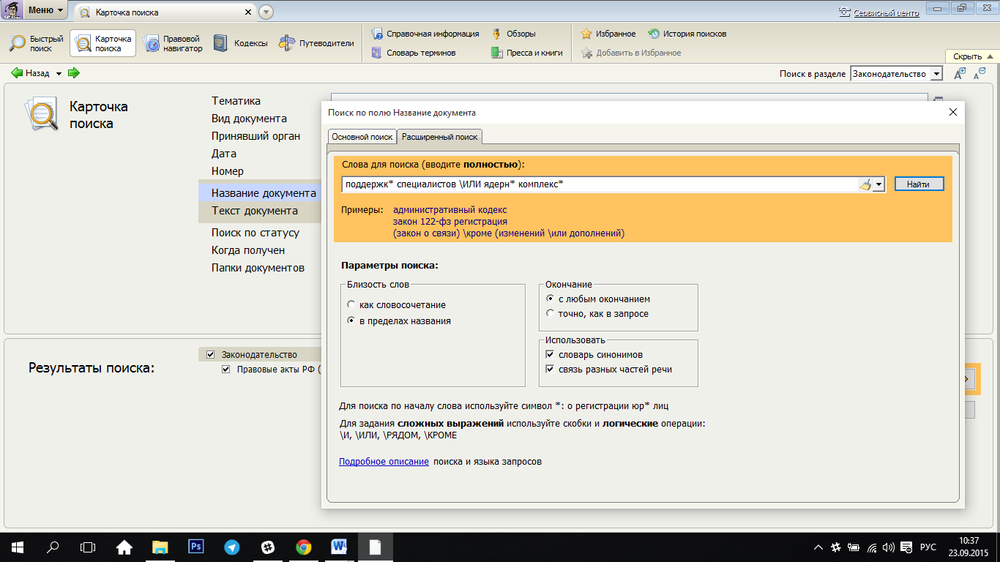 Меню
Карточка поиска
Сервисный центр
Быстрый поиск
Карточка поиска
Правовой навигатор
Кодексы
Путеводители
Справочная информация
Словарь терминов
Обзоры
Пресса и книги
Избранное
История поисков
Добавить в Избранное
Скрыть
Назад
Поиск в разделе
Законодательство
Карточка
поиска
Тематика
Вид документа
Принявший орган
Дата
Номер
Название документа
Текст документа
Поиск по статусу
Когда получен
Папки документов
Поиск по полю Название документа
Основной поиск
Расширенный поиск
Слова для поиска (вводите полностью):
поддержк* специалистов \ИЛИ ядерн* комплекс*
Найти
Примеры: административный кодекс
закон 122-фз регистрация
(закон о связи) \кроме (изменений \или дополнений)
Параметры поиска:
Близость слов
как словосочетание
в пределах названия
Окончание
с любым окончанием
точно, как в запросе
Использовать
словарь синонимов
связь разных частей речи
Для поиска по началу слова используйте символ *: о регистрации юр* лиц
Для задания сложных выражений используйте скобки и логические операции:
\И, \ИЛИ, \РЯДОМ, \КРОМЕ
Подробное описание поиска и языка запросов
Результаты поиска:
Законодательство
Правовые акты РФ (
Ps
РУС
10:37
23.09.2015